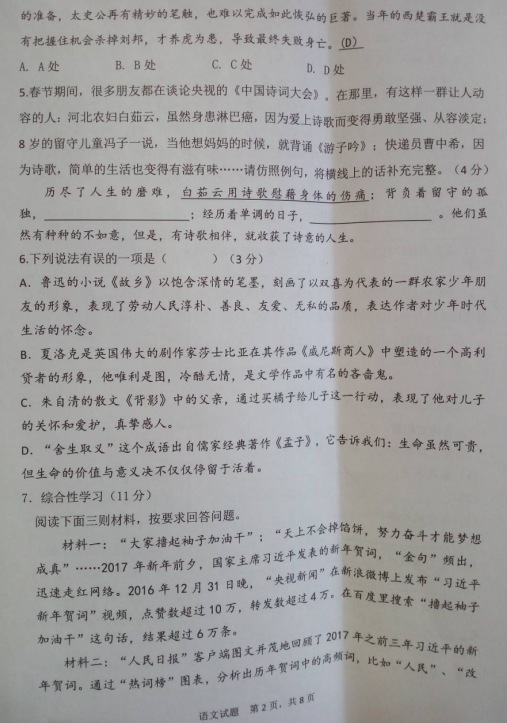 的准备，太史公再有精妙的笔触，也难以完成如此恢弘的巨著。当年的西楚霸王就是没
有把握住机会杀掉刘邦，才养虎为患，导致最终失败身亡。(D)
A. A处 B. B处 C. C处 D. D处
5.春节期间，很多朋友都在谈论央视的《中国诗词大会》。在那里，有这样一群让人动
容的人：河北农妇白茹云，虽然身患淋巴癌，因为爱上诗歌而变得勇敢坚强、从容淡定；
8岁的留守儿童冯子一说，当他想妈妈的时候，就背诵《游子吟》；快递员曹中希，因
为诗歌，简单的生活也变得有滋有味……请仿照例句，将横线上的话补充完整。（4分）
历尽了人生的磨难，白茹云用诗歌慰藉身体的伤痛；背负着留守的孤
独，；经历着单调的日子，。他们虽
然有种种的不如意，但是，有诗歌相伴，就收获了诗意的人生。
6.下列说法有误的一项是（ ）（3分）
A．鲁迅的小说《故乡》以饱含深情的笔墨，刻画了以双喜为代表的一群农家少年朋
友的形象，表现了劳动人民淳朴、善良、友爱、无私的品质，表达作者对少年时代
生活的怀念。
B．夏洛克是英国伟大的剧作家莎士比亚在其作品《威尼斯商人》中塑造的一个高利
贷者的形象，他唯利是图，冷酷无情，是文学作品中有名的吝啬鬼。
C．朱自清的散文《背影》中的父亲，通过买橘子给儿子这一行动，表现了他对儿子
的关怀和爱护，真挚感人。
D．“舍生取义”这个成语出自儒家经典著作《孟子》，它告诉我们：生命虽然可贵，
但生命的价值与意义决不仅仅停留于活着。
7．综合性学习（11分）
阅读下面三则材料，按要求回答问题。
材料一：“大家撸起袖子加油干”；“天上不会掉馅饼，努力奋斗才能梦想
成真”……2017年新年前夕，国家主席习近平发表的新年贺词，“金句”频出，
迅速走红网络。2016年12月31日晚，“央视新闻”在新浪微博上发布“习近平
新年贺词”视频，点赞数超过10万，转发数超过4万。在百度里搜索“撸起袖子
加油干”这句话，结果超过6万条。
材料二：“人民日报”客户端图文并茂地回顾了2017年之前三年习近平的新
年贺词。通过“热词榜”图表，分析出历年贺词中的高频词，比如“人民”、“改
语文试题 第2页，共8页